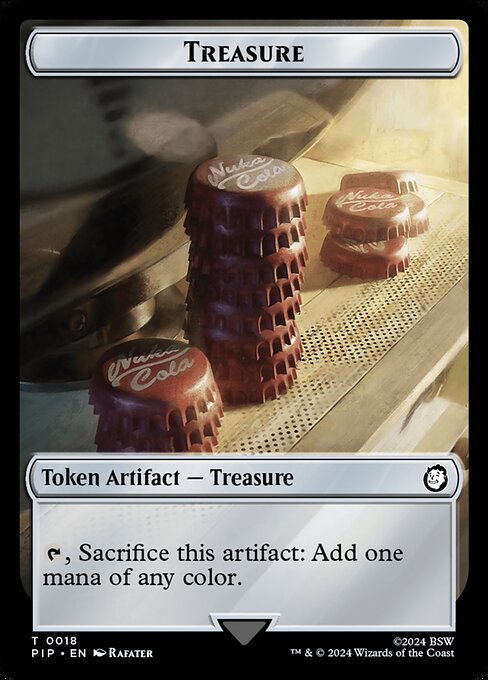 Treasure
Nuka
Cola
Nuka
Cola
Nuka
Cola
Token Artifact — Treasure
, Sacrifice this artifact: Add one
mana of any color.
T 0018
PIP • EN Rafater
©2024 BSW
™ & © 2024 Wizards of the Coast